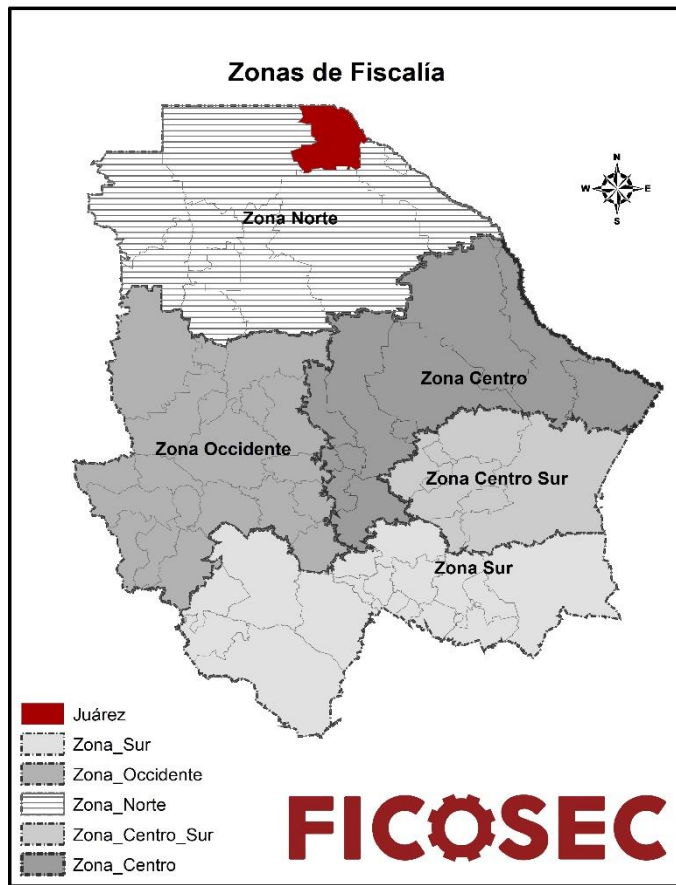 Zonas de Fiscalía
N
W E
S
Zona Norte
Zona Centro
Zona Occidente
Zona Centro Sur
Zona Sur
Juárez
Zona_Sur
Zona_Occidente
Zona_Norte
Zona_Centro_Sur
Zona_Centro
FICOSEC